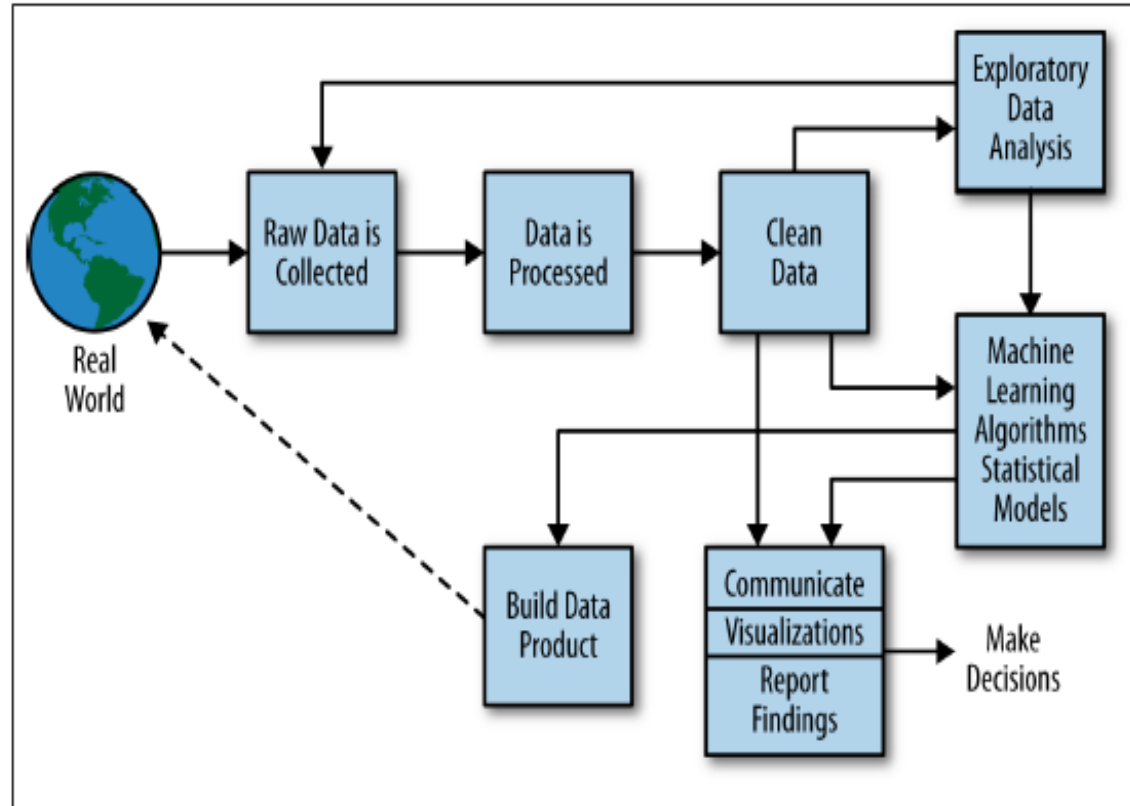 Exploratory
Data
Analysis
Raw Data is
Collected
Data is
Processed
Clean
Data
Real
World
Machine
Learning
Algorithms
Statistical
Models
Build Data
Product
Communicate
Visualizations
Report
Findings
Make
Decisions